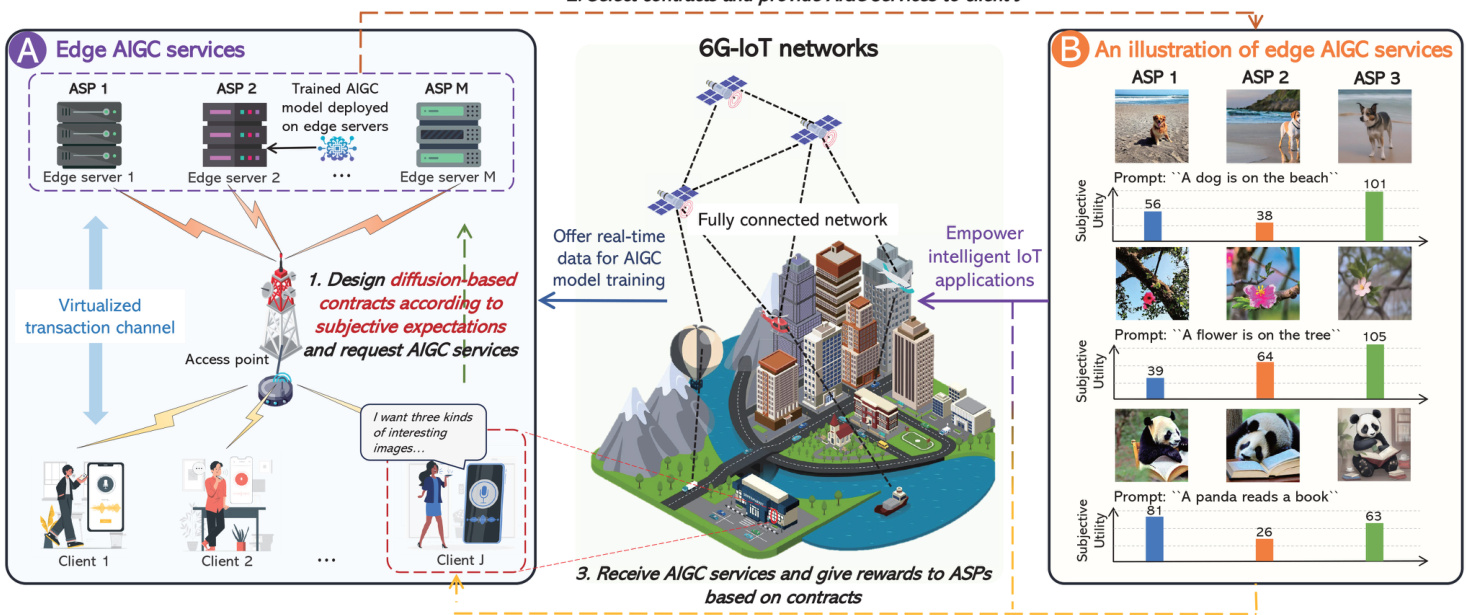 2. Select contracts and provide AIGC services to client J
A Edge AIGC services
ASP 1
ASP 2
Trained AIGC
model deployed
on edge servers
ASP M
Edge server 1
Edge server 2
...
Edge server M
Virtualized
transaction channel
1. Design diffusion-based
contracts according to
subjective expectations
and request AIGC services
Access point
I want three kinds
of interesting
images...
Client 1
Client 2
...
Client J
6G-IoT networks
Fully connected network
Offer real-time
data for AIGC
model training
Empower
intelligent IoT
applications
3. Receive AIGC services and give rewards to ASPs
based on contracts
B An illustration of edge AIGC services
ASP 1
ASP 2
ASP 3
Prompt: ``A dog is on the beach``
Subjective
Utility
56
38
101
Prompt: ``A flower is on the tree``
Subjective
Utility
39
64
105
Prompt: ``A panda reads a book``
Subjective
Utility
81
26
63